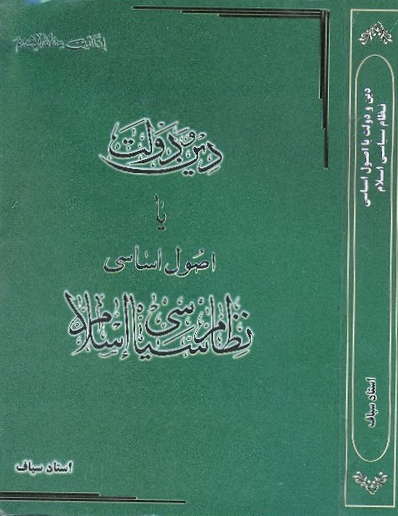 دین و دولت
یا
اصول اساسی
نظام سیاسی إسلام
استاد سیاف
دین و دولت یا اصول اساسی
نظام سیاسی اسلام
استاد سیاف